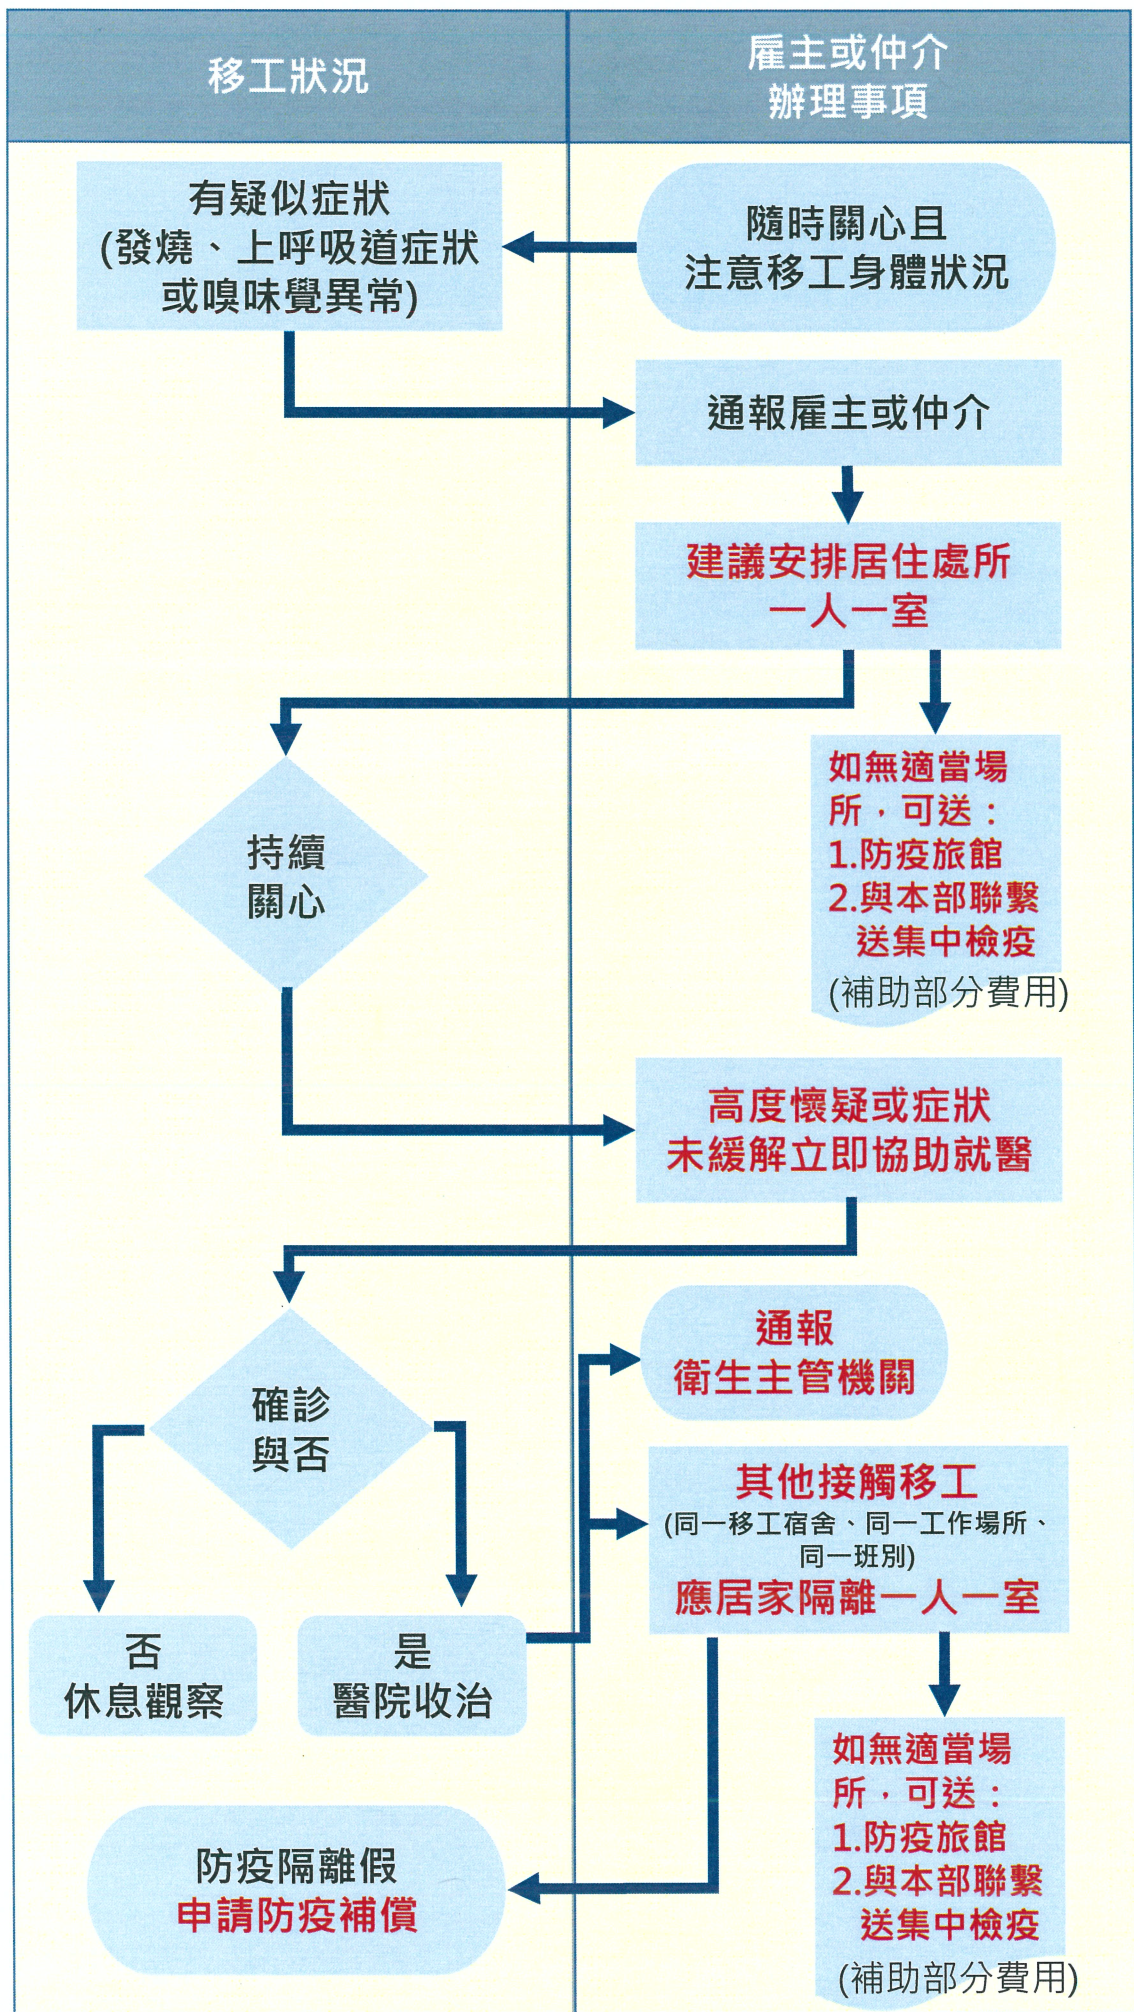 移工狀況
雇主或仲介
辦理事項
隨時關心且
注意移工身體狀況
有疑似症狀
(發燒、上呼吸道症狀
或嗅味覺異常)
通報雇主或仲介
建議安排居住處所
一人一室
如無適當場
所，可送：
1.防疫旅館
2.與本部聯繫
送集中檢疫
(補助部分費用)
持續
關心
高度懷疑或症狀
未緩解立即協助就醫
確診
與否
否
休息觀察
是
醫院收治
通報
衛生主管機關
其他接觸移工
(同一移工宿舍、同一工作場所、
同一班別)
應居家隔離一人一室
如無適當場
所，可送：
1.防疫旅館
2.與本部聯繫
送集中檢疫
(補助部分費用)
防疫隔離假
申請防疫補償